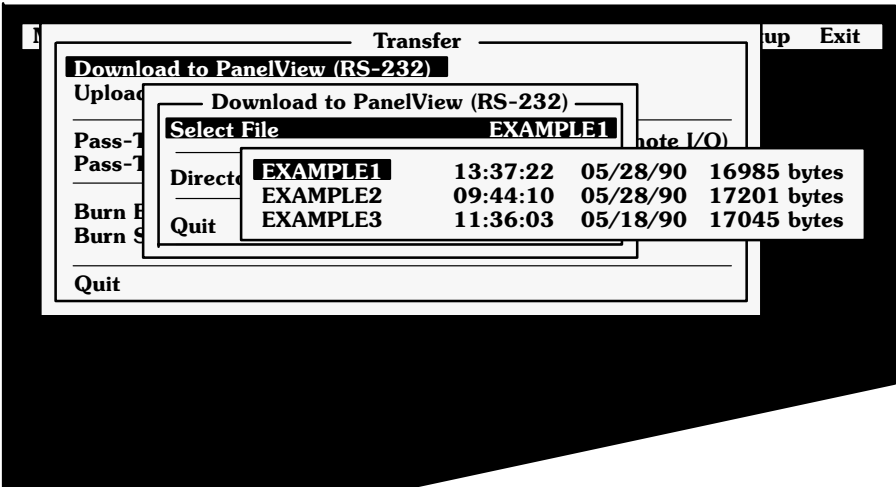 Transfer
Exit
Download to PanelView (RS-232)
Download to PanelView (RS-232)
Select File EXAMPLE1
EXAMPLE1 13:37:22 05/28/90 16985 bytes
EXAMPLE2 09:44:10 05/28/90 17201 bytes
EXAMPLE3 11:36:03 05/18/90 17045 bytes
I/O)
Burn
Burn
Quit
Quit